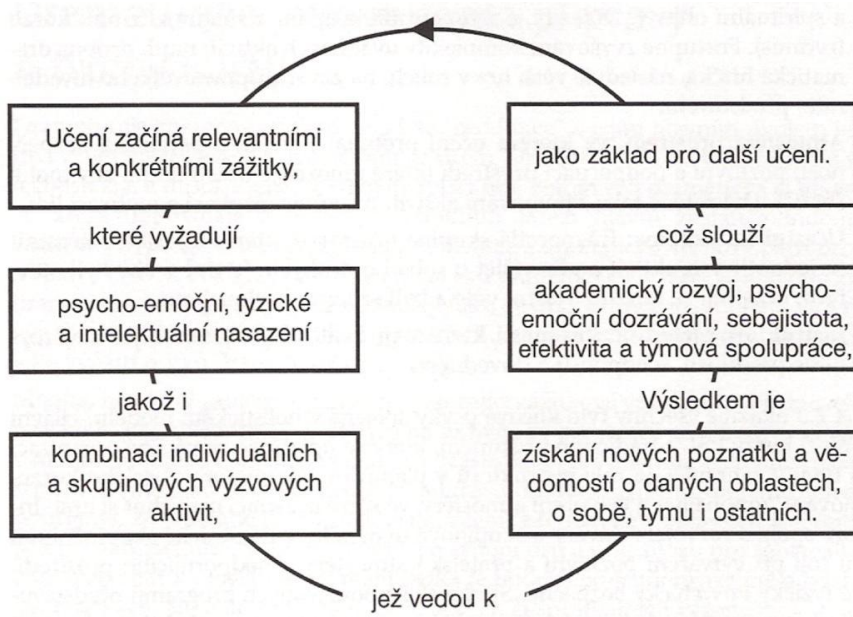 Učení začíná relevantními
a konkrétními zážitky,
které vyžadují
psycho-emoční, fyzické
a intelektuální nasazení
jakož i
kombinaci individuálních
a skupinových výzvových
aktivit,
jež vedou k
získání nových poznatků a vě-
domostí o daných oblastech,
sobě, týmu i ostatních.
Výsledkem je
akademický rozvoj, psycho-
emoční dozrávání, sebejistota,
efektivita a týmová spolupráce,
což slouží
jako základ pro další učení.